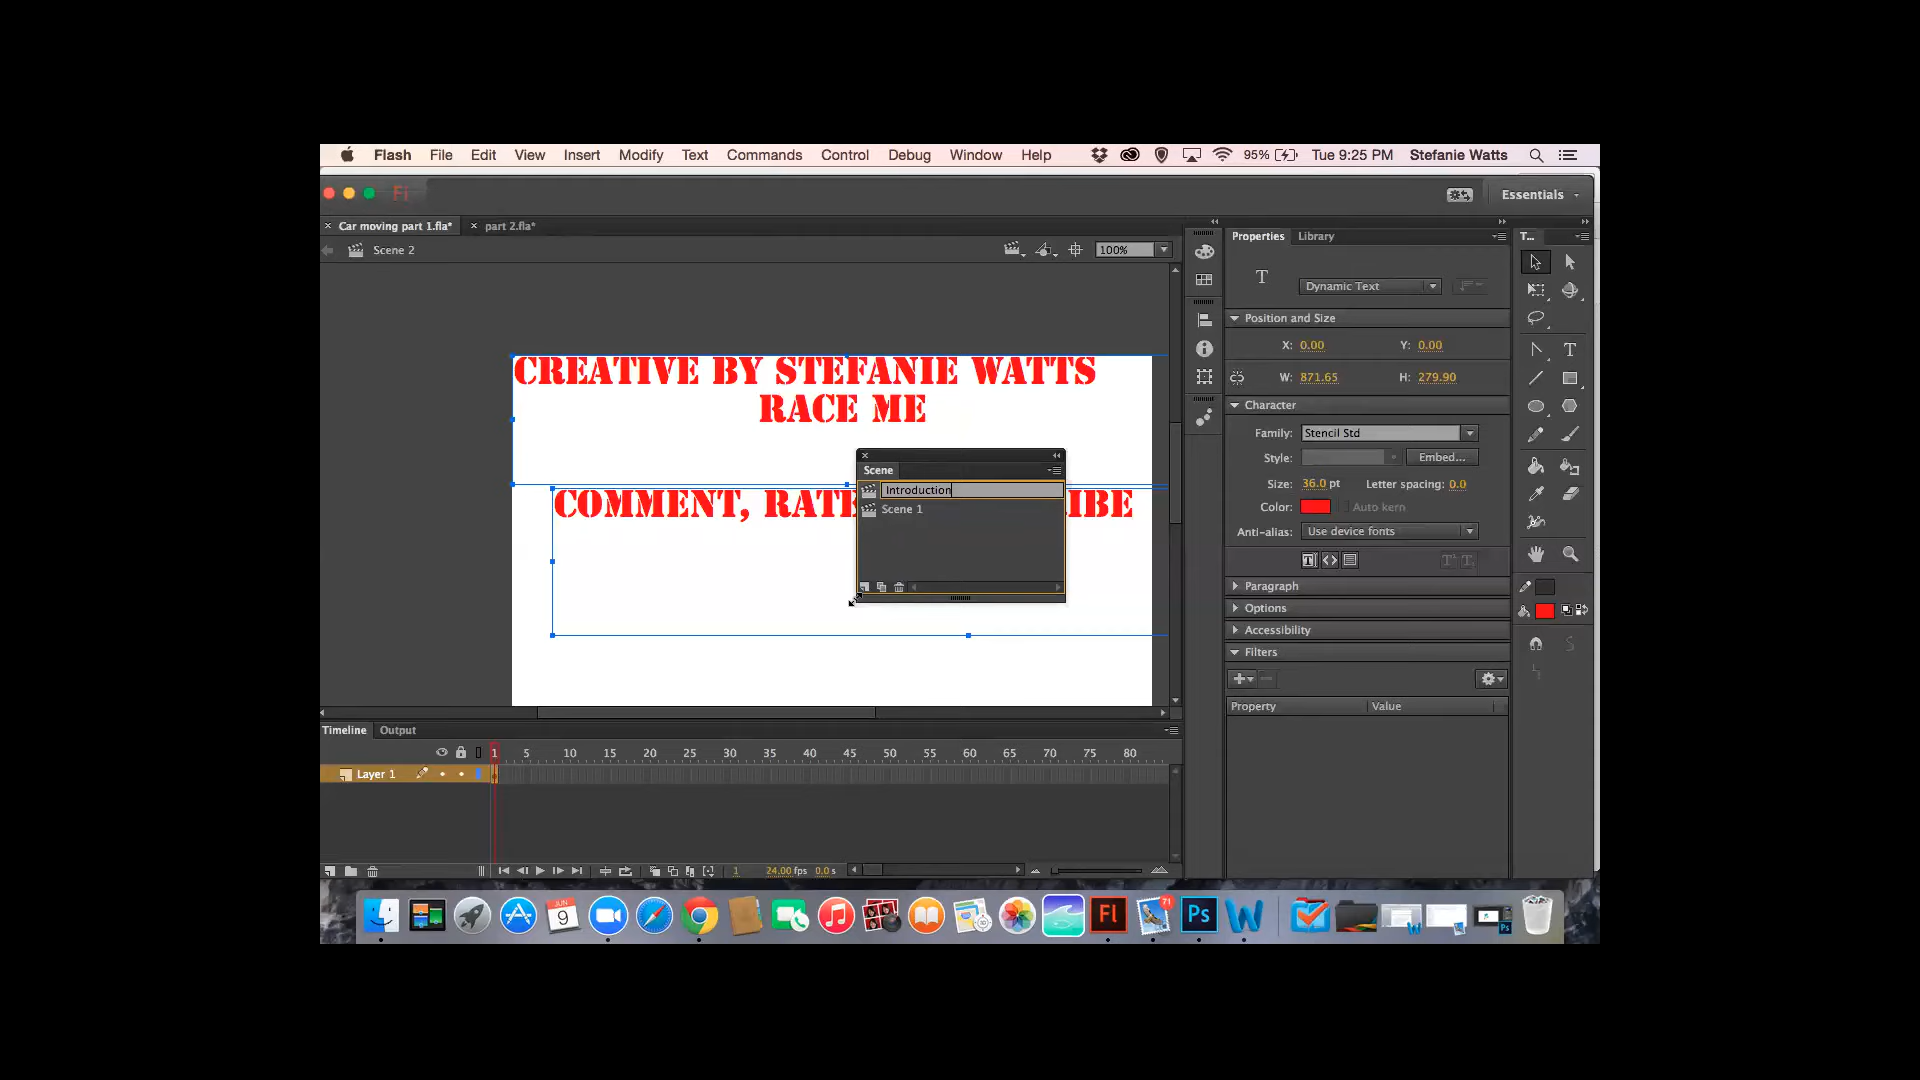 Flash File Edit View Insert Modify Text Commands Control Debug Window Help 95% Tue 9:25 PM Stefanie Watts
Fl Essentials
Car moving part 1.fla* part 2.fla*
Scene 2 100%
Properties Library T...
T Dynamic Text
Position and Size
X: 0.00 Y: 0.00
W: 871.65 H: 279.90
Character
Family: Stencil Std
Style: Embed...
Size: 36.0 pt Letter spacing: 0.0
Color: Auto kern
Anti-alias: Use device fonts
Paragraph
Options
Accessibility
Filters
Property Value
CREATIVE BY STEFANIE WATTS
RACE ME
COMMENT, RATE IBE
Scene
Introduction
Scene 1
Timeline Output
1 5 10 15 20 25 30 35 40 45 50 55 60 65 70 75 80
Layer 1
1 24.00 fps 0.0 s
JUN
9
Fl 71 Ps